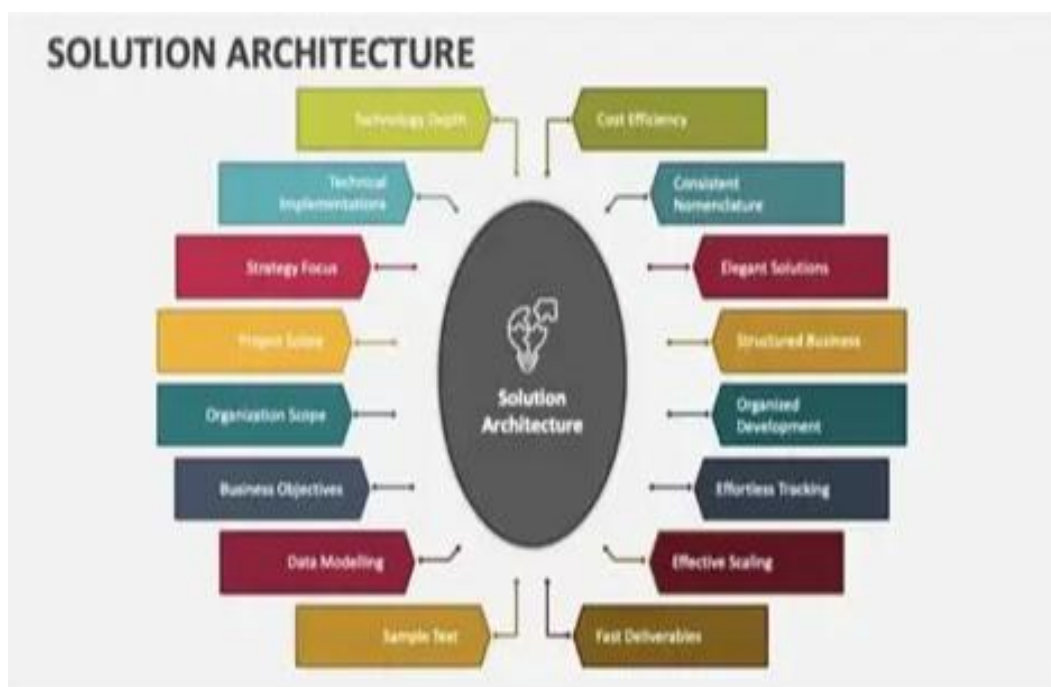 SOLUTION ARCHITECTURE
Technology Depth
Cost Efficiency
Technical
Implementations
Consistent
Nomenclature
Strategy Focus
Elegant Solutions
Project Scope
Structured Business
Organization Scope
Organized
Development
Solution
Architecture
Business Objectives
Effortless Tracking
Data Modelling
Effective Scaling
Sample Text
Fast Deliverables